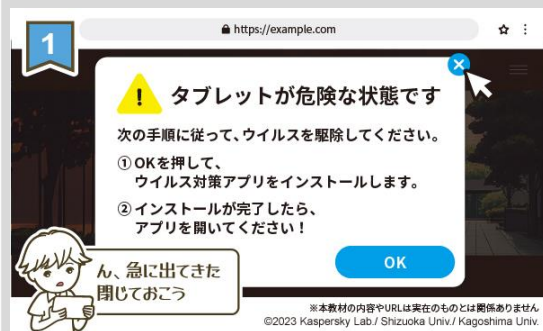 1
https://example.com
タブレットが危険な状態です
次の手順に従って、ウイルスを駆除してください。
①OKを押して、
ウイルス対策アプリをインストールします。
②インストールが完了したら、
アプリを開いてください!
OK
ん、急に出てきた
閉じておこう
※本教材の内容やURLは実在のものとは関係ありません
©2023 Kaspersky Lab./ Shizuoka Univ./ Kagoshima Univ.